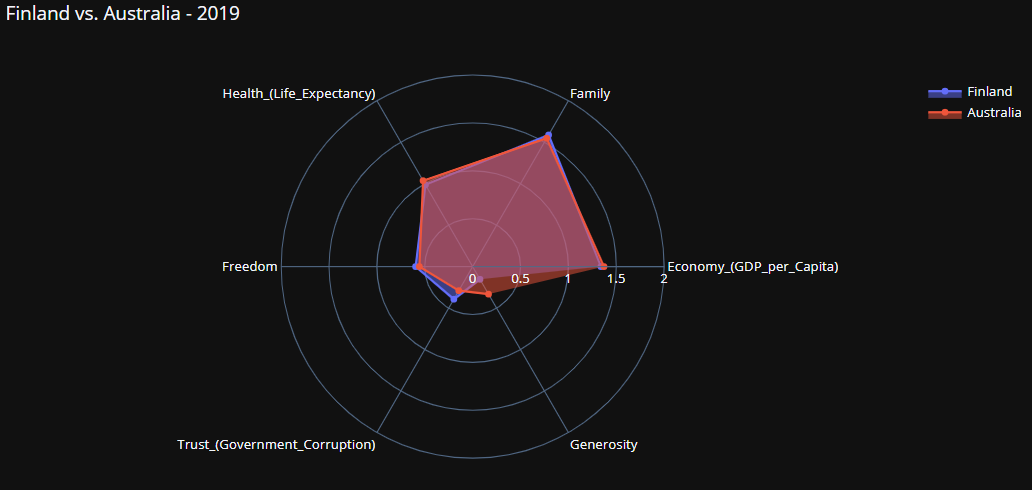 Finland vs. Australia - 2019
Health_(Life_Expectancy)
Family
Finland
Australia
Freedom
Economy_(GDP_per_Capita)
0 0.5 1 1.5 2
Trust_(Government_Corruption)
Generosity